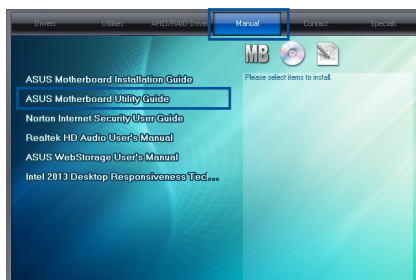 Drivers Utilities AHCI/RAID Driver Manual Contact Specials
MB
Please select items to install.
ASUS Motherboard Installation Guide
ASUS Motherboard Utility Guide
Norton Internet Security User Guide
Realtek HD Audio User's Manual
ASUS WebStorage User's Manual
Intel 2013 Desktop Responsiveness Tecl...